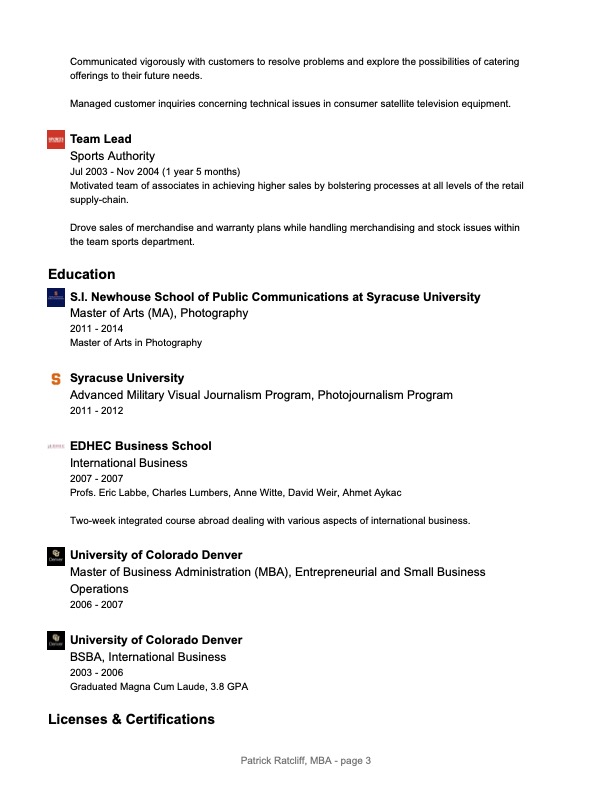 Communicated vigorously with customers to resolve problems and explore the possibilities of catering
offerings to their future needs.
Managed customer inquiries concerning technical issues in consumer satellite television equipment.
Team Lead
Sports Authority
Jul 2003 - Nov 2004 (1 year 5 months)
Motivated team of associates in achieving higher sales by bolstering processes at all levels of the retail
supply-chain.
Drove sales of merchandise and warranty plans while handling merchandising and stock issues within
the team sports department.
Education
S.I. Newhouse School of Public Communications at Syracuse University
Master of Arts (MA), Photography
2011 - 2014
Master of Arts in Photography
S
Syracuse University
Advanced Military Visual Journalism Program, Photojournalism Program
2011 - 2012
EDHEC Business School
International Business
2007 - 2007
Profs. Eric Labbe, Charles Lumbers, Anne Witte, David Weir, Ahmet Aykac
Two-week integrated course abroad dealing with various aspects of international business.
Denver
University of Colorado Denver
Master of Business Administration (MBA), Entrepreneurial and Small Business
Operations
2006 - 2007
Denver
University of Colorado Denver
BSBA, International Business
2003 - 2006
Graduated Magna Cum Laude, 3.8 GPA
Licenses & Certifications
Patrick Ratcliff, MBA - page 3